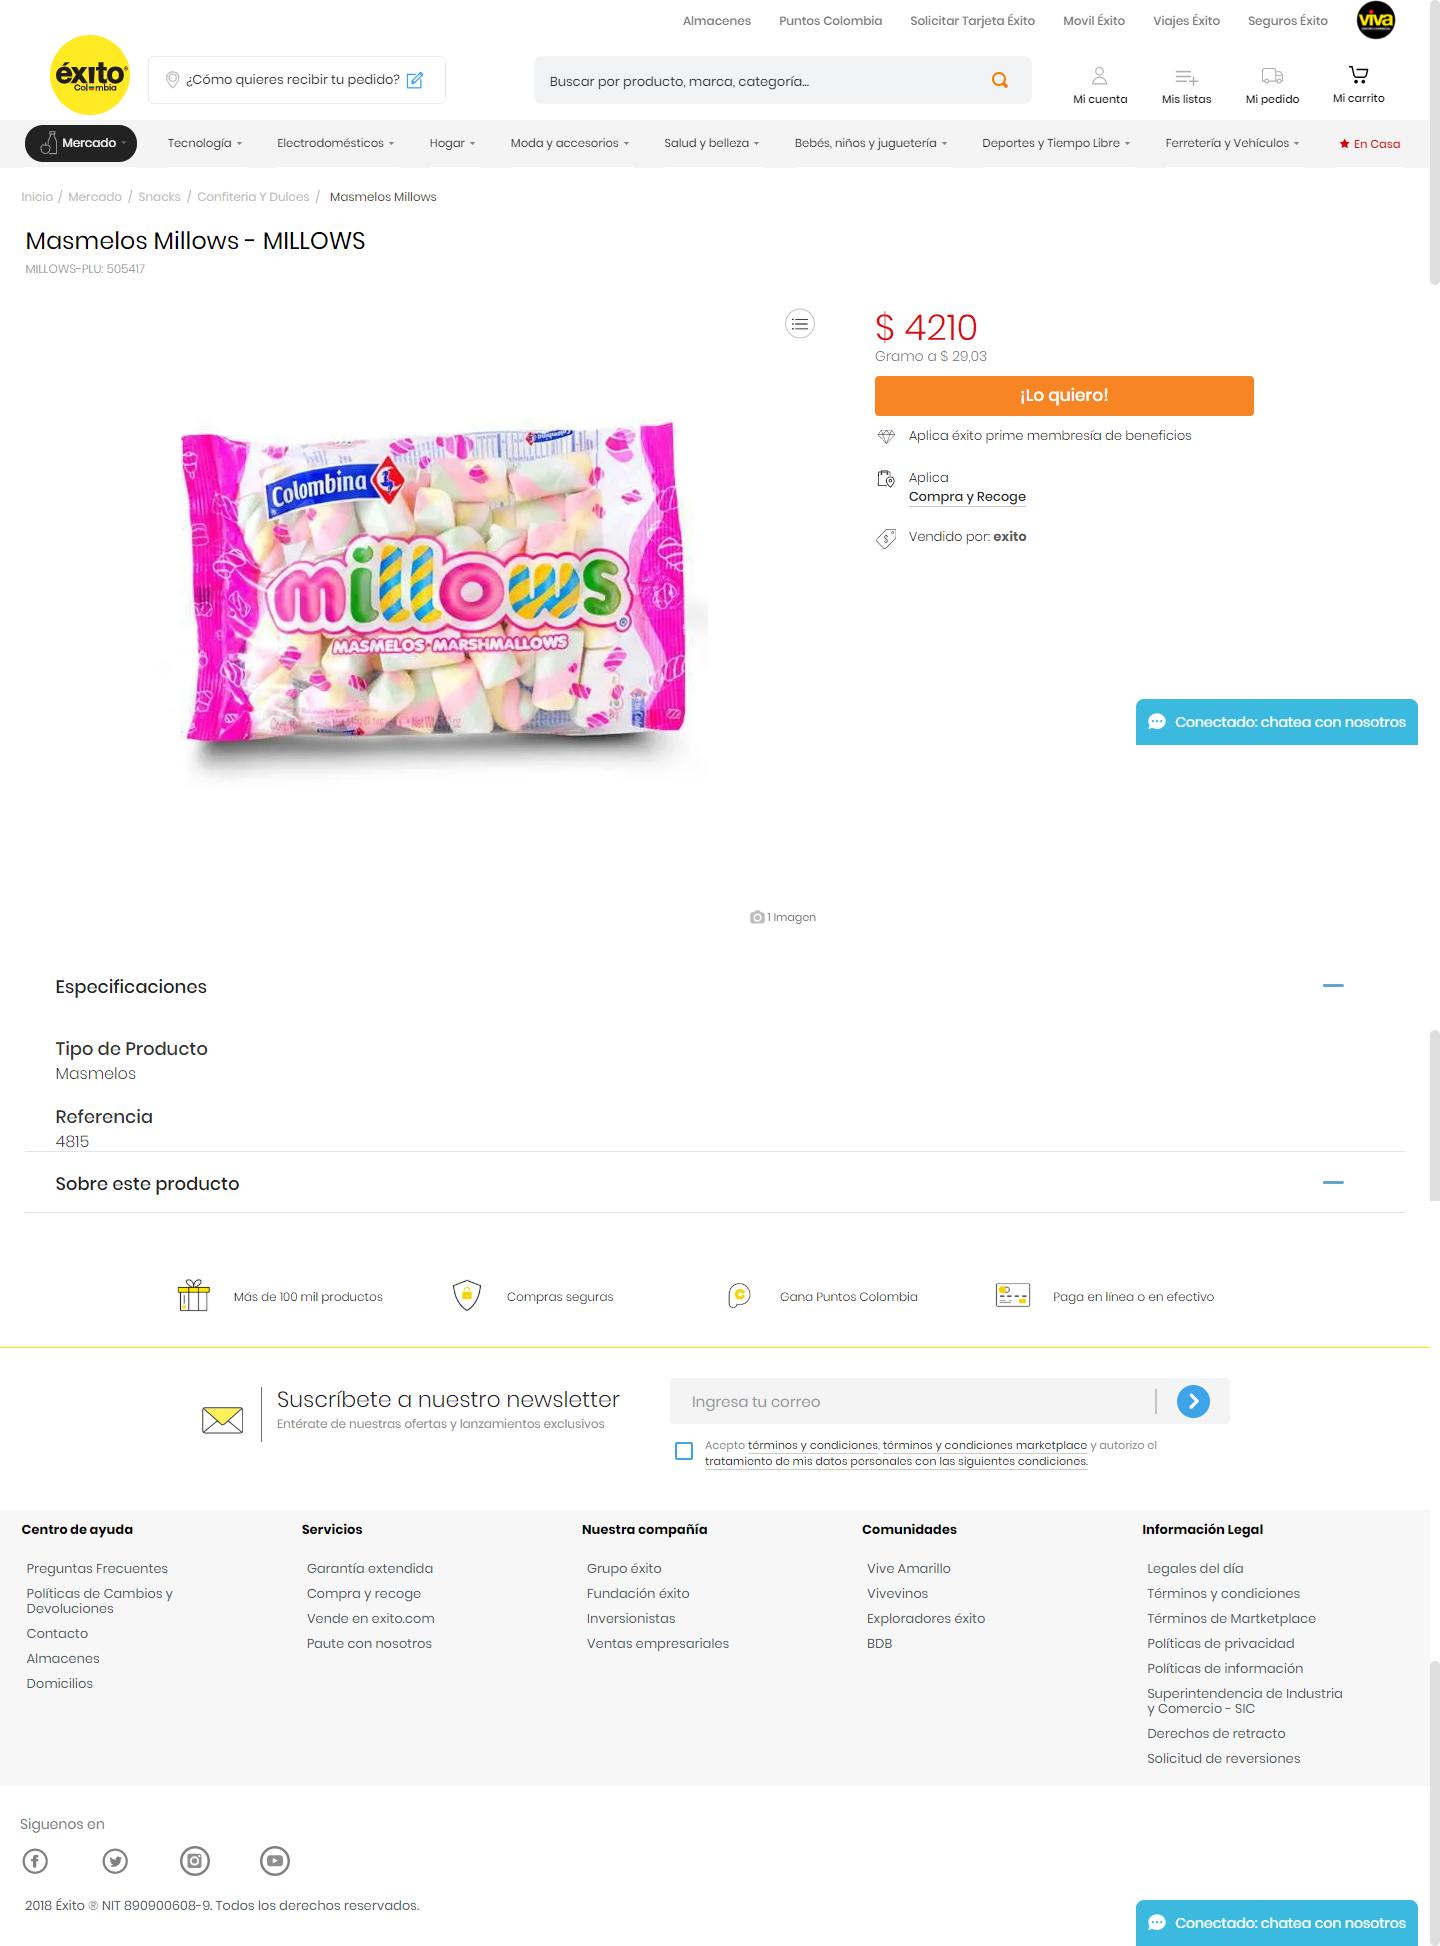 Almacenes
Puntos Colombia
Solicitar Tarjeta Éxito
Movil Éxito
Viajes Éxito
Seguros Éxito
viva
éxito
Colombia
¿Cómo quieres recibir tu pedido?
Buscar por producto, marca, categoría...
Mi cuenta
Mis listas
Mi pedido
Mi carrito
Mercado
Tecnología
Electrodomésticos
Hogar
Moda y accesorios
Salud y belleza
Bebés, niños y juguetería
Deportes y Tiempo Libre
Ferretería y Vehículos
En Casa
Inicio / Mercado / Snacks / Confiteria Y Dulces / Masmelos Millows
Masmelos Millows - MILLOWS
MILLOWS-PLU: 505417
Colombina
millows®
MASMELOS·MARSHMALLOWS
1 Imagen
$ 4210
Gramo a $ 29,03
¡Lo quiero!
Aplica éxito prime membresía de beneficios
Aplica
Compra y Recoge
Vendido por: exito
Conectado: chatea con nosotros
Especificaciones
Tipo de Producto
Masmelos
Referencia
4815
Sobre este producto
Más de 100 mil productos
Compras seguras
Gana Puntos Colombia
Paga en línea o en efectivo
Suscríbete a nuestro newsletter
Entérate de nuestras ofertas y lanzamientos exclusivos
Ingresa tu correo
Acepto términos y condiciones, términos y condiciones marketplace y autorizo el
tratamiento de mis datos personales con las siguientes condiciones.
Centro de ayuda
Preguntas Frecuentes
Políticas de Cambios y
Devoluciones
Contacto
Almacenes
Domicilios
Servicios
Garantía extendida
Compra y recoge
Vende en exito.com
Paute con nosotros
Nuestra compañía
Grupo éxito
Fundación éxito
Inversionistas
Ventas empresariales
Comunidades
Vive Amarillo
Vivevinos
Exploradores éxito
BDB
Información Legal
Legales del día
Términos y condiciones
Términos de Martketplace
Políticas de privacidad
Políticas de información
Superintendencia de Industria
y Comercio - SIC
Derechos de retracto
Solicitud de reversiones
Siguenos en
2018 Éxito ® NIT 890900608-9. Todos los derechos reservados.
Conectado: chatea con nosotros